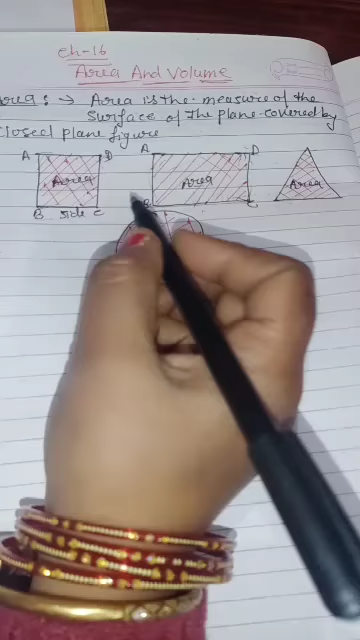 ch-16
Area And Volume
Area : → Area is the measure of the
Surface of the plane covered by
closed plane figure
A D A D
Area Area Area
B side C B C